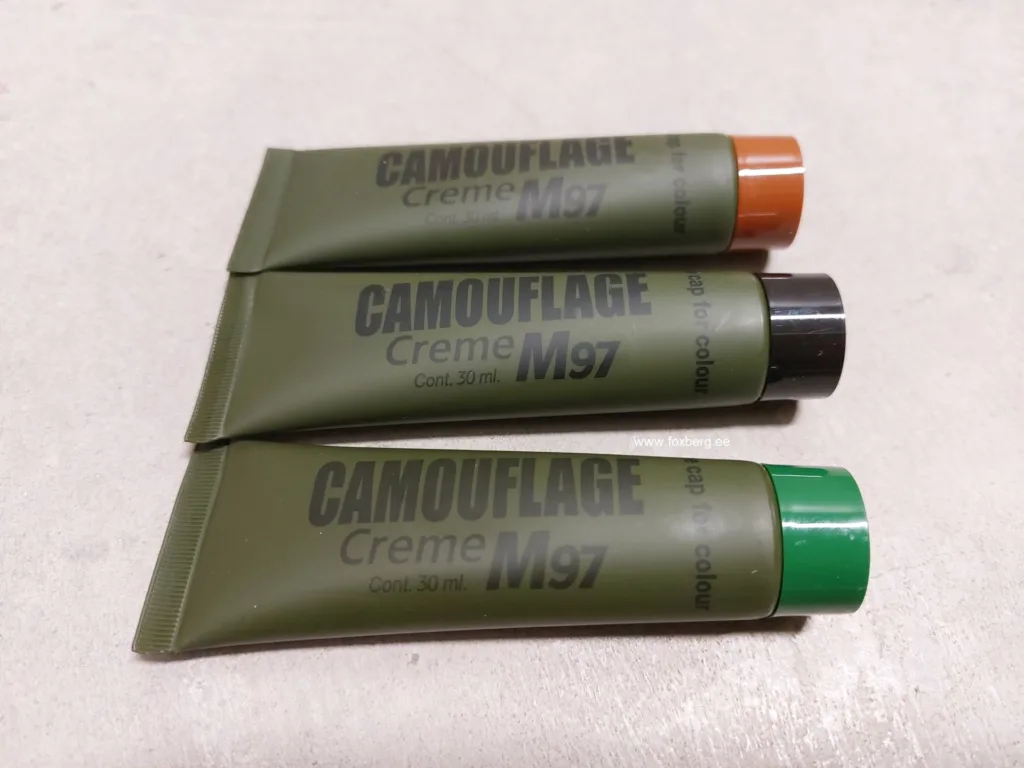 CAMOUFLAGE
Creme M97
Cont. 30 ml.
for colour
CAMOUFLAGE
Creme M97
Cont. 30 ml.
cap for colour
www.foxberg.ee
CAMOUFLAGE
Creme M97
Cont. 30 ml.
cap for colour